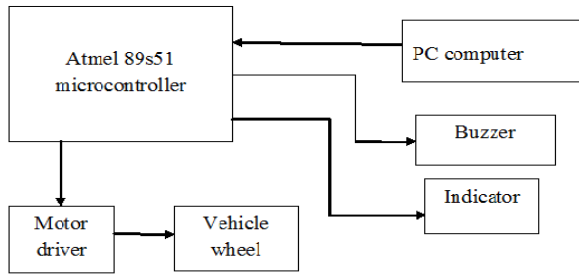 Atmel 89s51
microcontroller
PC computer
Buzzer
Indicator
Motor
driver
Vehicle
wheel